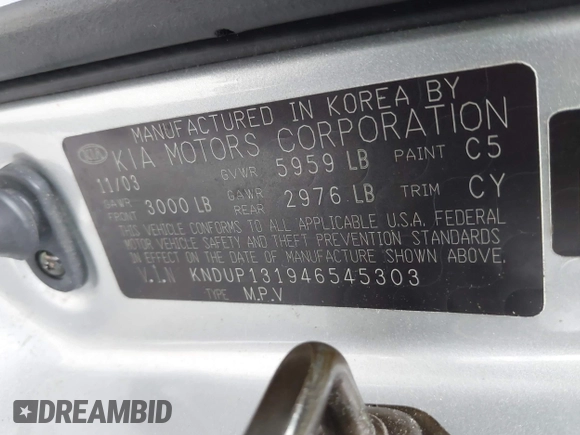 MANUFACTURED IN KOREA BY
KIA KIA MOTORS CORPORATION
11/03 GVWR 5959 LB PAINT C5
GAWR FRONT 3000 LB GAWR REAR 2976 LB TRIM CY
THIS VEHICLE CONFORMS TO ALL APPLICABLE U.S.A. FEDERAL
MOTOR VEHICLE SAFETY AND THEFT PREVENTION STANDARDS IN
EFFECT ON THE DATE OF MANUFACTURE SHOWN ABOVE.
V.I.N KNDUP131946545303
TYPE M.P.V
DREAMBID